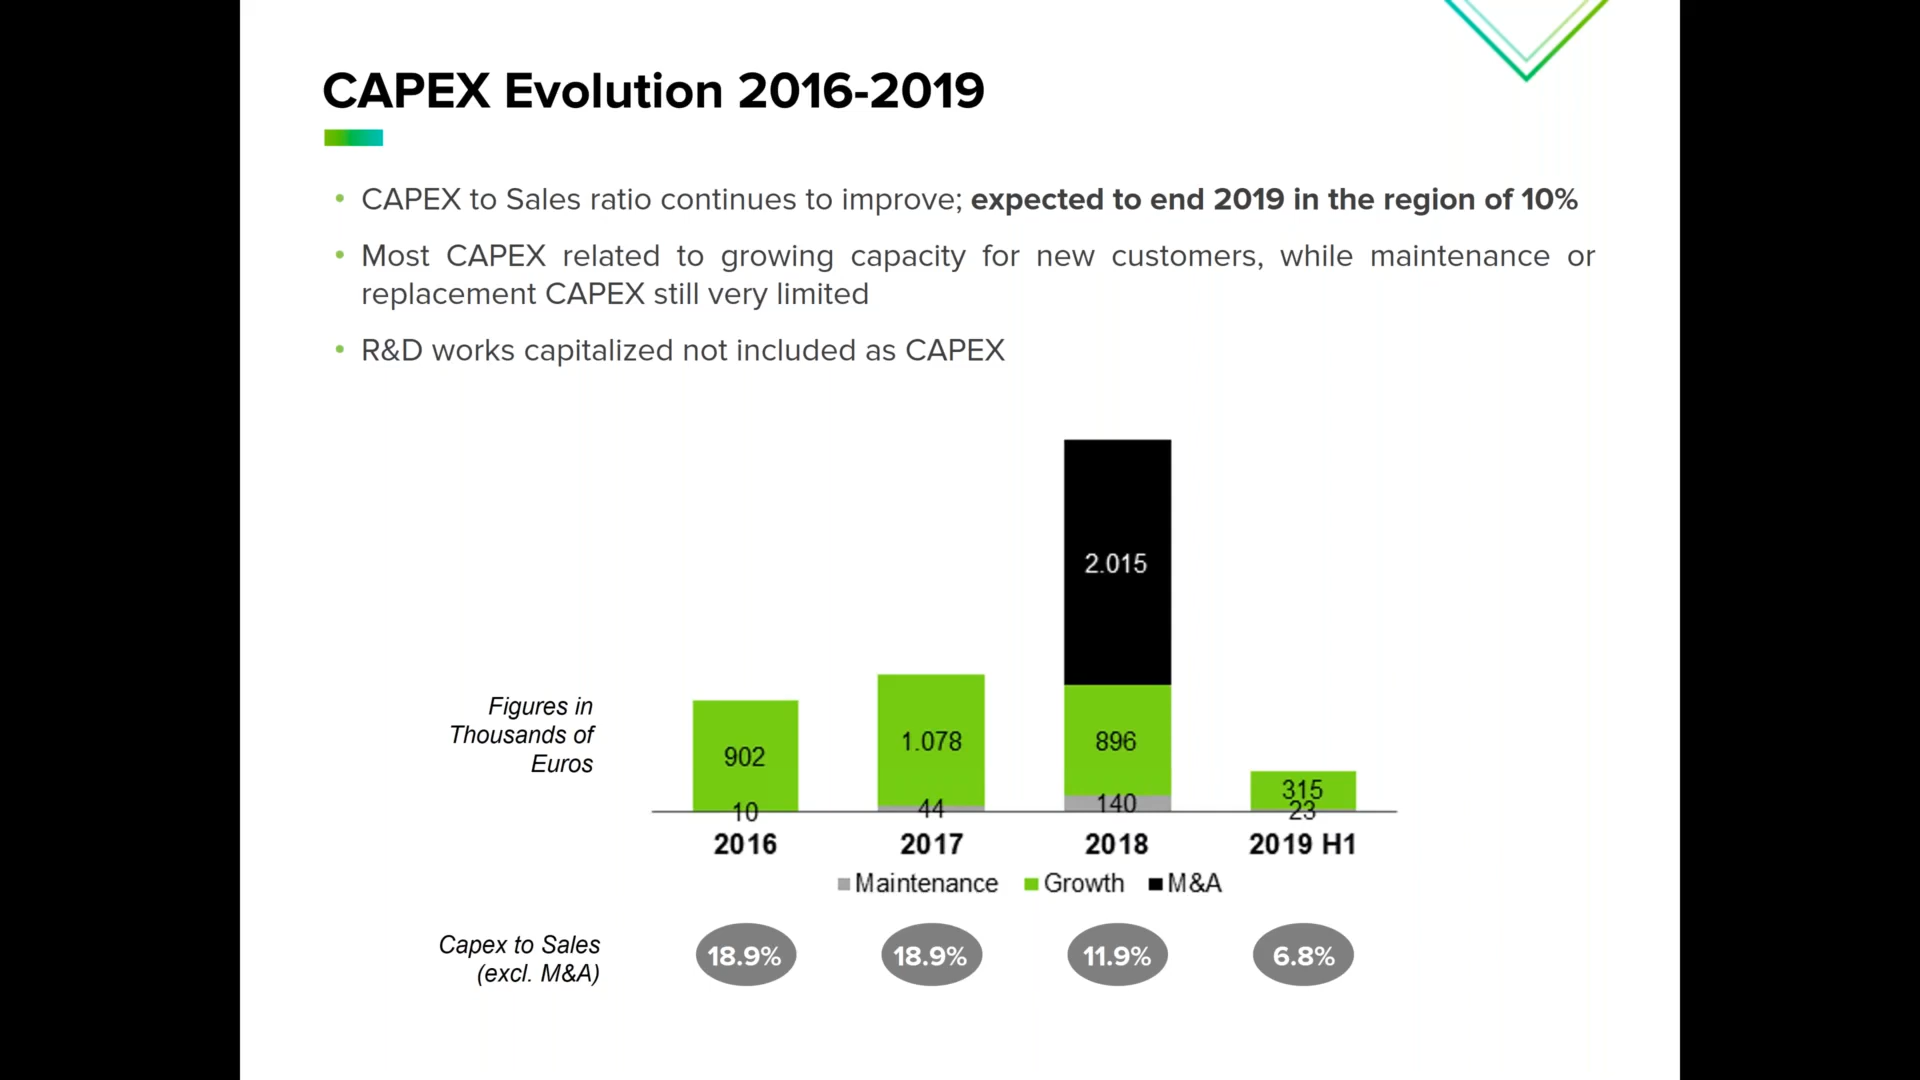 CAPEX Evolution 2016-2019
• CAPEX to Sales ratio continues to improve; expected to end 2019 in the region of 10%
• Most CAPEX related to growing capacity for new customers, while maintenance or
replacement CAPEX still very limited
• R&D works capitalized not included as CAPEX
Figures in
Thousands of
Euros
2.015
902
1.078
896
315
10
44
140
23
2016
2017
2018
2019 H1
Maintenance
Growth
M&A
Capex to Sales
(excl. M&A)
18.9%
18.9%
11.9%
6.8%